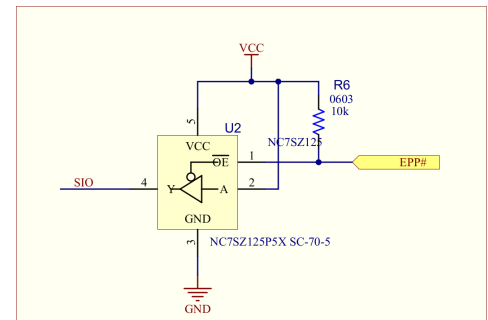 VCC
R6
0603
10k
5
U2
VCC
NC7SZ125
OE
1
EPP#
SIO
4
Y
A
2
GND
3
NC7SZ125P5X SC-70-5
GND